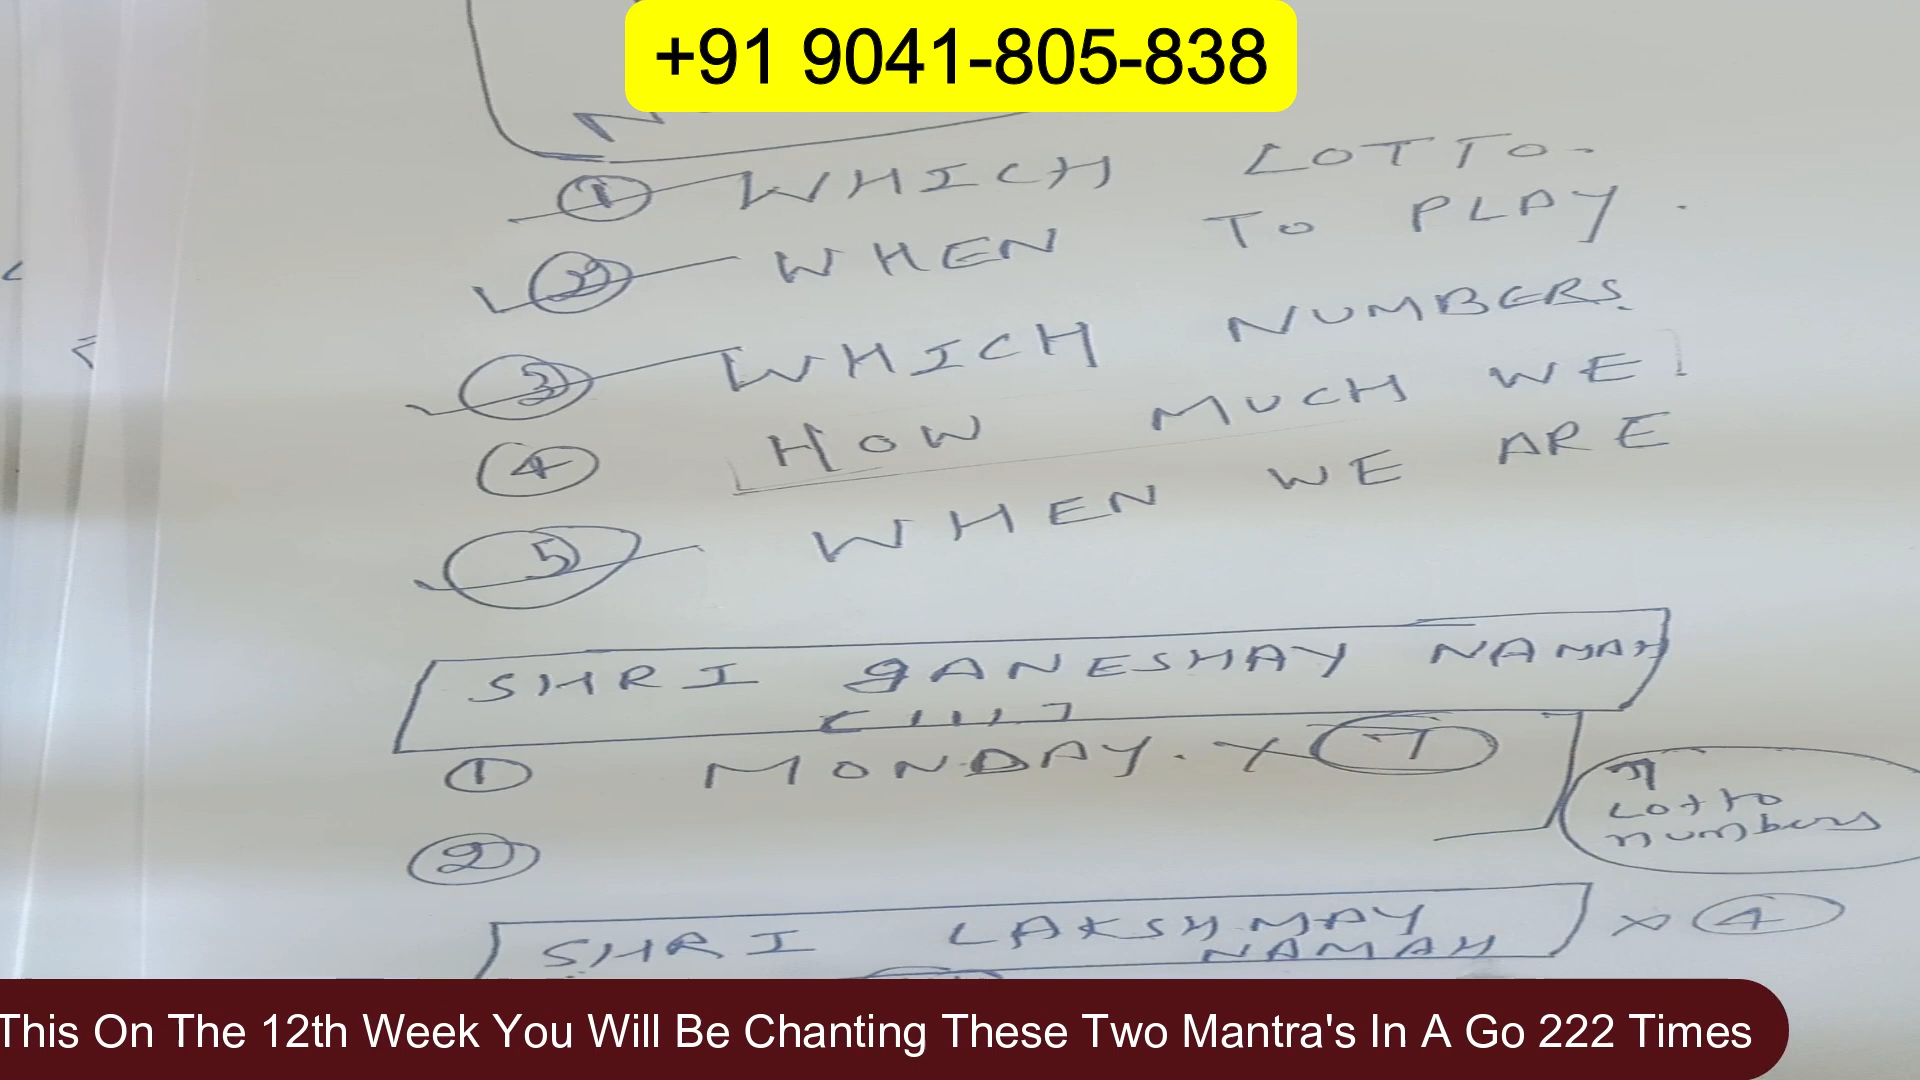 +91 9041-805-838
① WHICH LOTTO.
② WHEN TO PLAY.
③ WHICH NUMBERS.
④ HOW MUCH WE
⑤ WHEN WE ARE
SHRI GANESHAY NAMAH
① MONDAY. × 7
Lotto
numbers
②
SHRI LAKSHMAY
NAMAH
× 4
This On The 12th Week You Will Be Chanting These Two Mantra's In A Go 222 Times